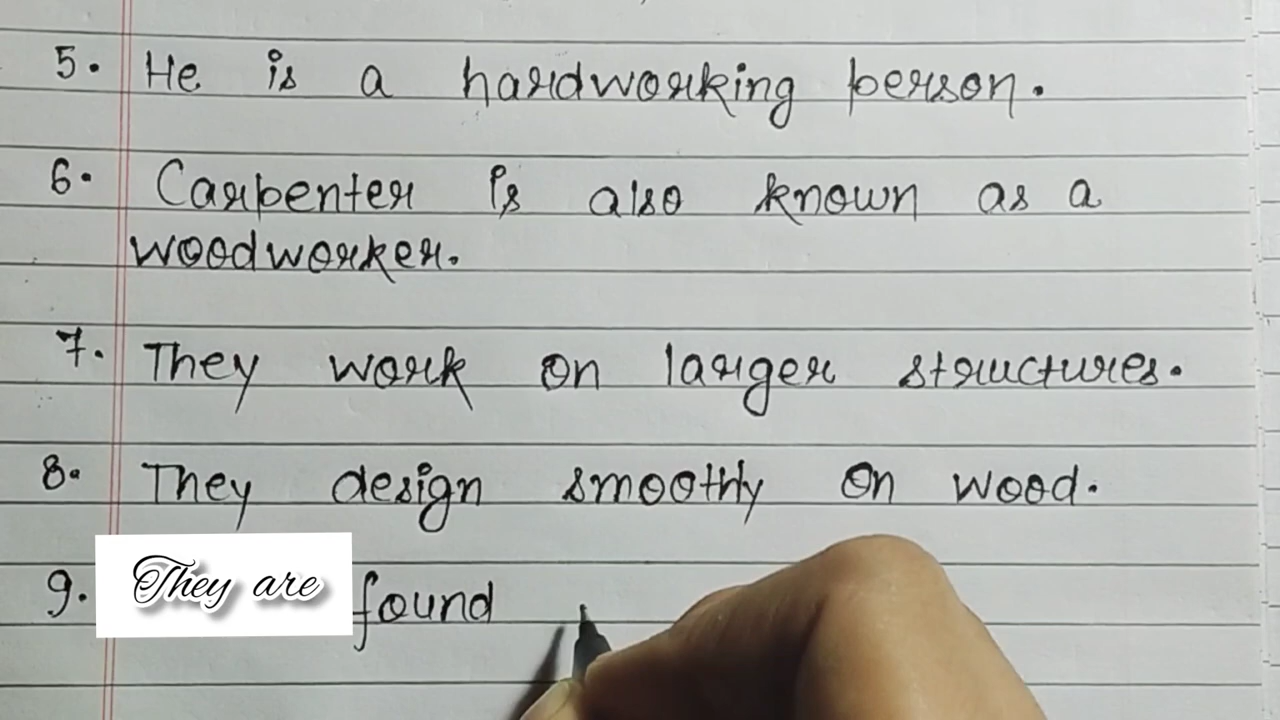 5. He is a hardworking person.
6. Carpenter is also known as a
woodworker.
7. They work on larger structures.
8. They design smoothly on wood.
9. They are found